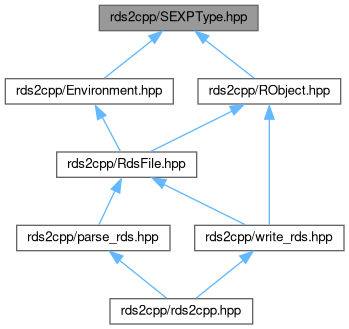 rds2cpp/SEXPType.hpp
rds2cpp/Environment.hpp
rds2cpp/RObject.hpp
rds2cpp/RdsFile.hpp
rds2cpp/parse_rds.hpp
rds2cpp/write_rds.hpp
rds2cpp/rds2cpp.hpp